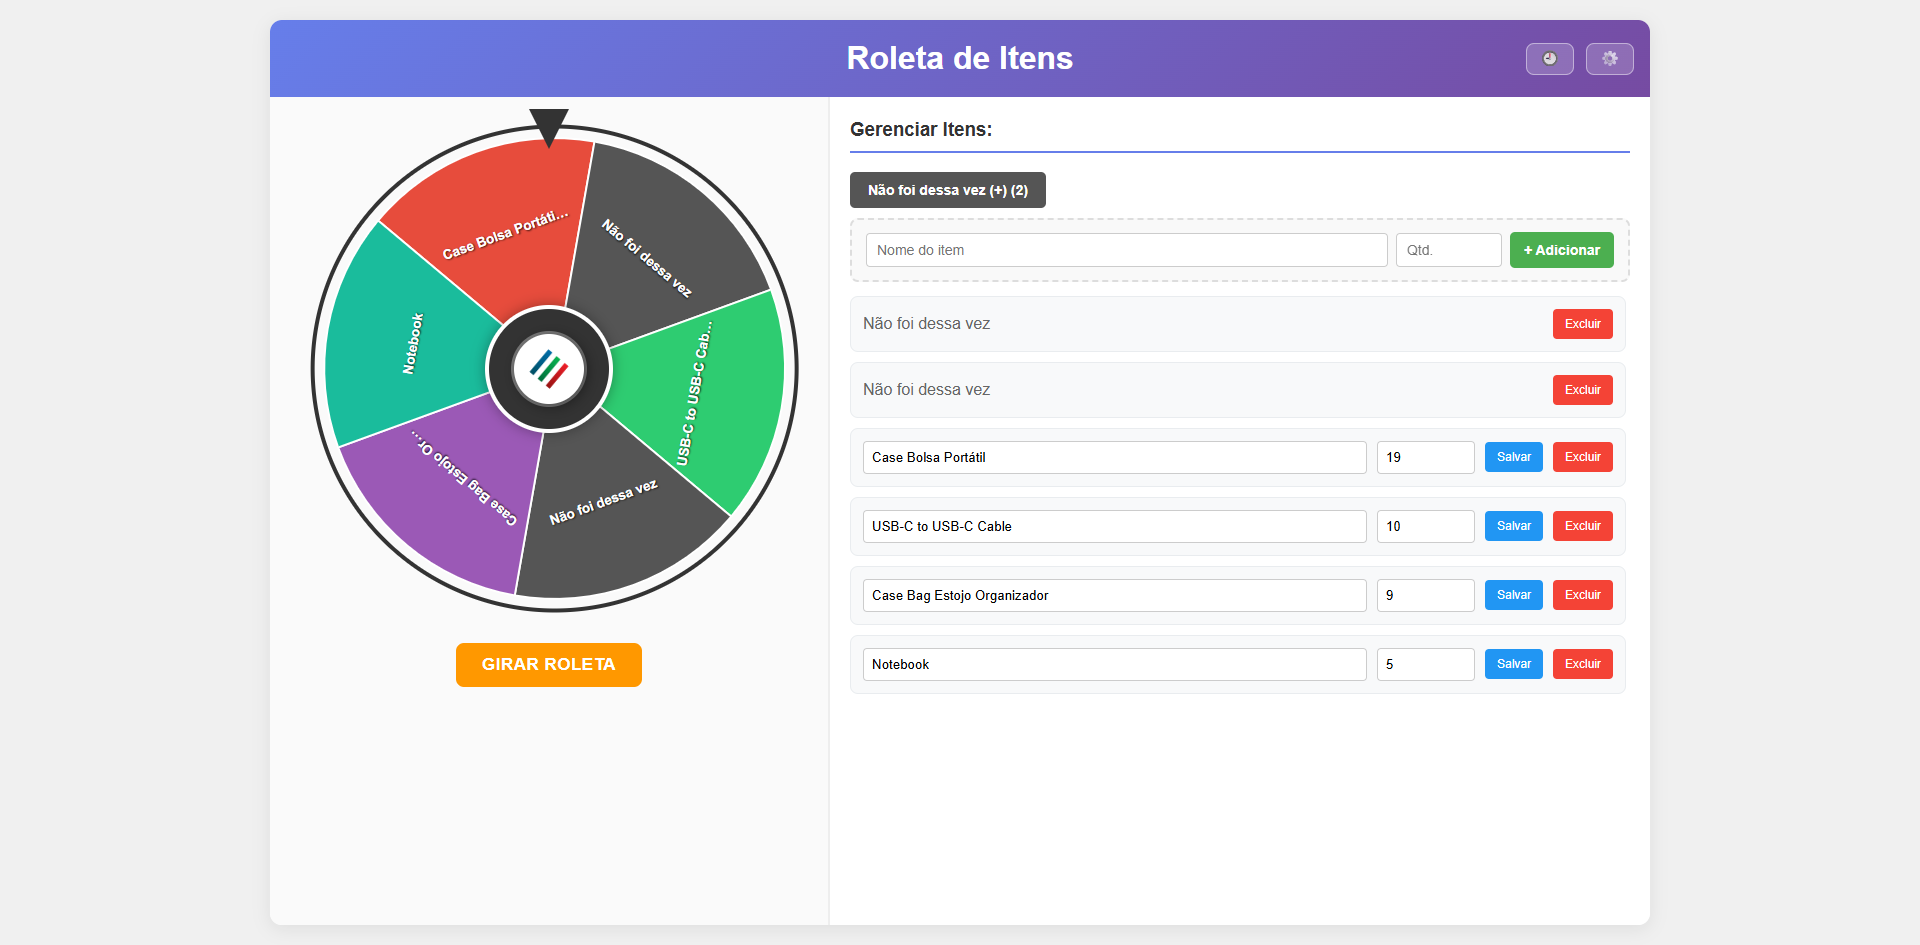 Roleta de Itens
Case Bolsa Portáti...
Não foi dessa vez
USB-C to USB-C Cab...
Não foi dessa vez
Case Bag Estojo Or...
Notebook
GIRAR ROLETA
Gerenciar Itens:
Não foi dessa vez (+) (2)
Nome do item Qtd. + Adicionar
Não foi dessa vez Excluir
Não foi dessa vez Excluir
Case Bolsa Portátil 19 Salvar Excluir
USB-C to USB-C Cable 10 Salvar Excluir
Case Bag Estojo Organizador 9 Salvar Excluir
Notebook 5 Salvar Excluir